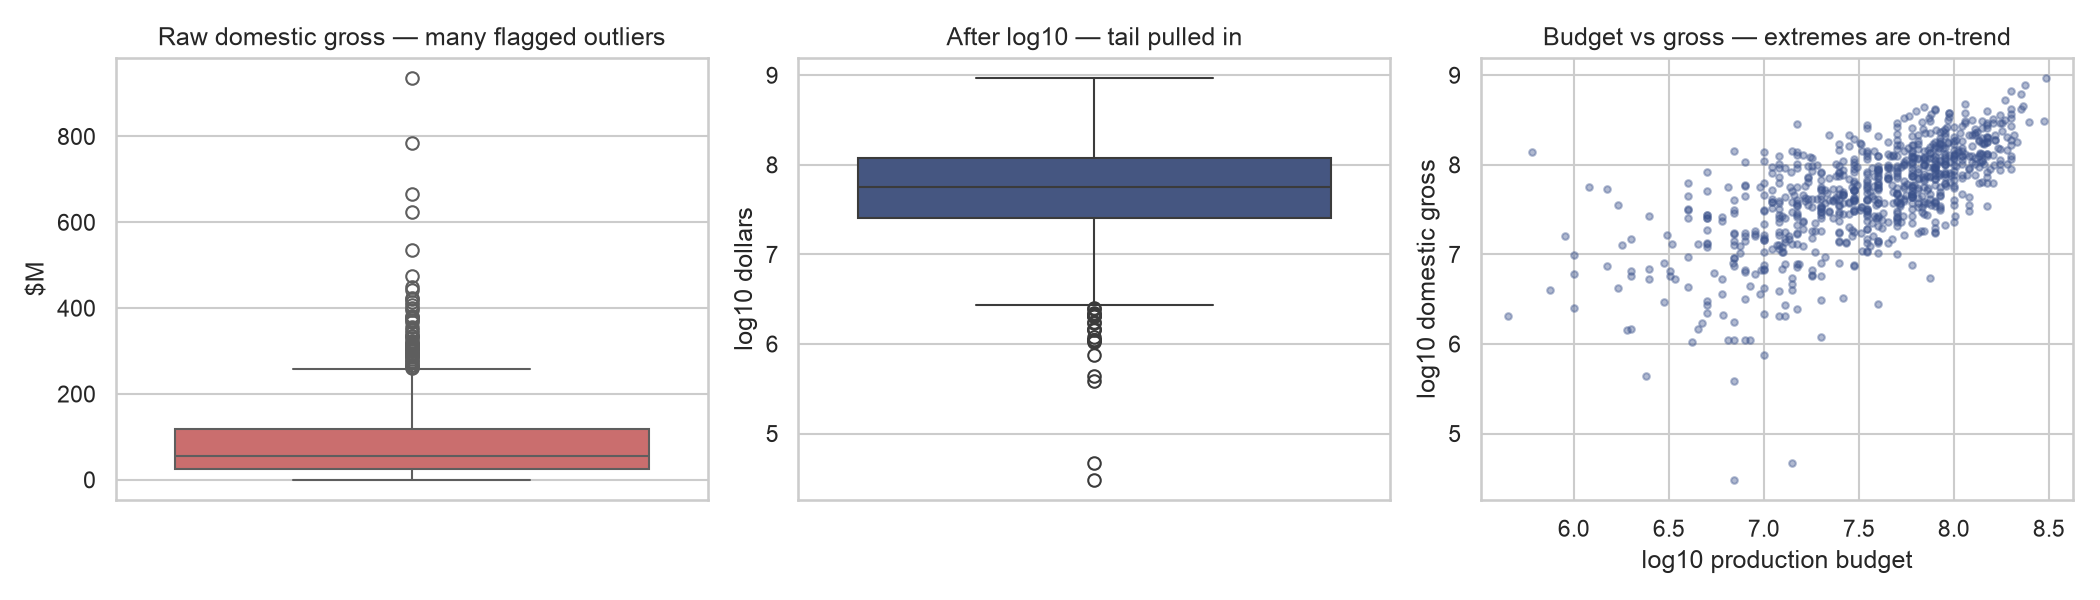 Raw domestic gross — many flagged outliers
800
600
400
200
0
$M
After log10 — tail pulled in
9
8
7
6
5
log10 dollars
Budget vs gross — extremes are on-trend
9
8
7
6
5
log10 domestic gross
6.0 6.5 7.0 7.5 8.0 8.5
log10 production budget